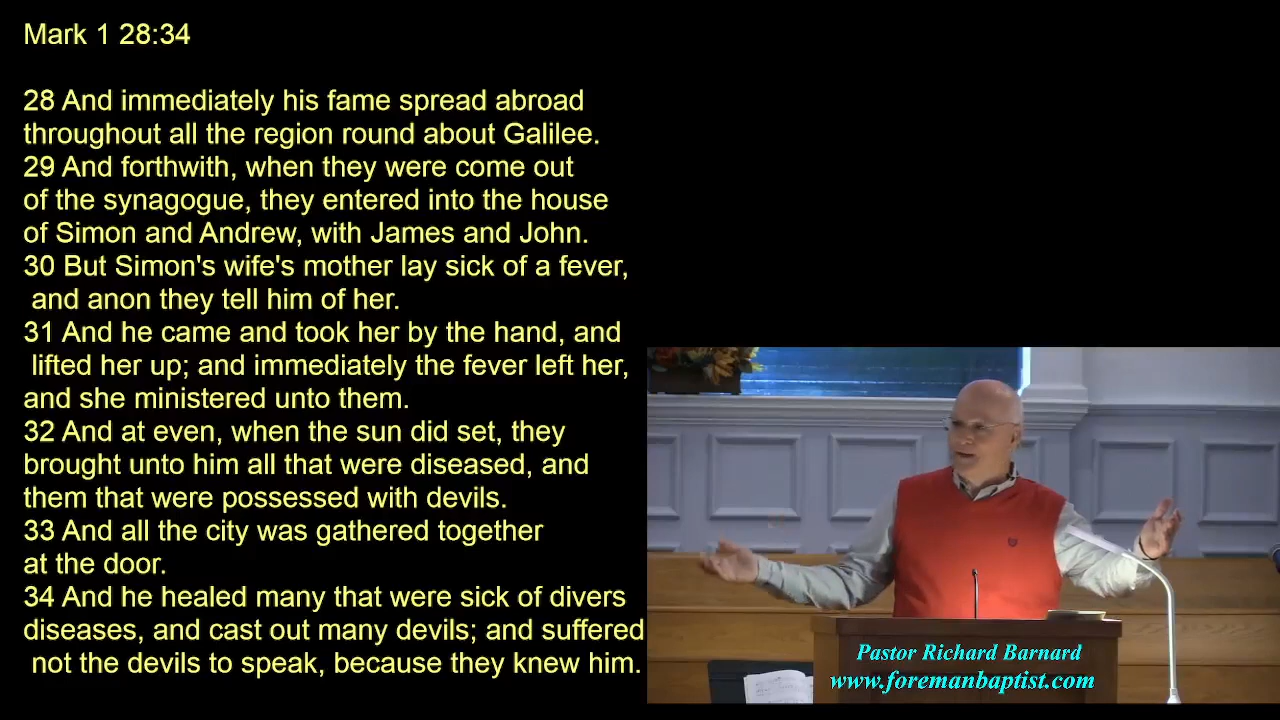 Mark 1 28:34
28 And immediately his fame spread abroad
throughout all the region round about Galilee.
29 And forthwith, when they were come out
of the synagogue, they entered into the house
of Simon and Andrew, with James and John.
30 But Simon's wife's mother lay sick of a fever,
and anon they tell him of her.
31 And he came and took her by the hand, and
lifted her up; and immediately the fever left her,
and she ministered unto them.
32 And at even, when the sun did set, they
brought unto him all that were diseased, and
them that were possessed with devils.
33 And all the city was gathered together
at the door.
34 And he healed many that were sick of divers
diseases, and cast out many devils; and suffered
not the devils to speak, because they knew him.
Pastor Richard Barnard
www.foremanbaptist.com